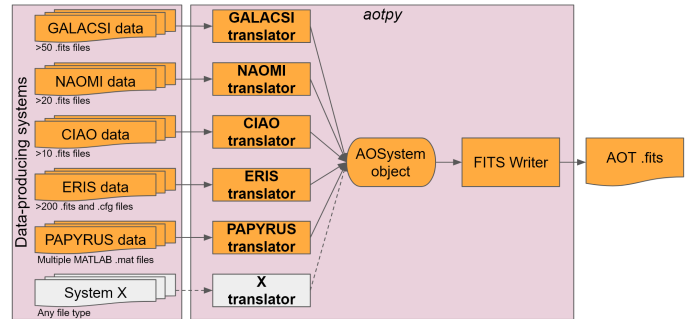 Data-producing systems
GALACSI data
>50 .fits files
NAOMI data
>20 .fits files
CIAO data
>10 .fits files
ERIS data
>200 .fits and .cfg files
PAPYRUS data
Multiple MATLAB .mat files
System X
Any file type
aotpy
GALACSI
translator
NAOMI
translator
CIAO
translator
ERIS
translator
PAPYRUS
translator
X
translator
AOSystem
object
FITS Writer
AOT .fits